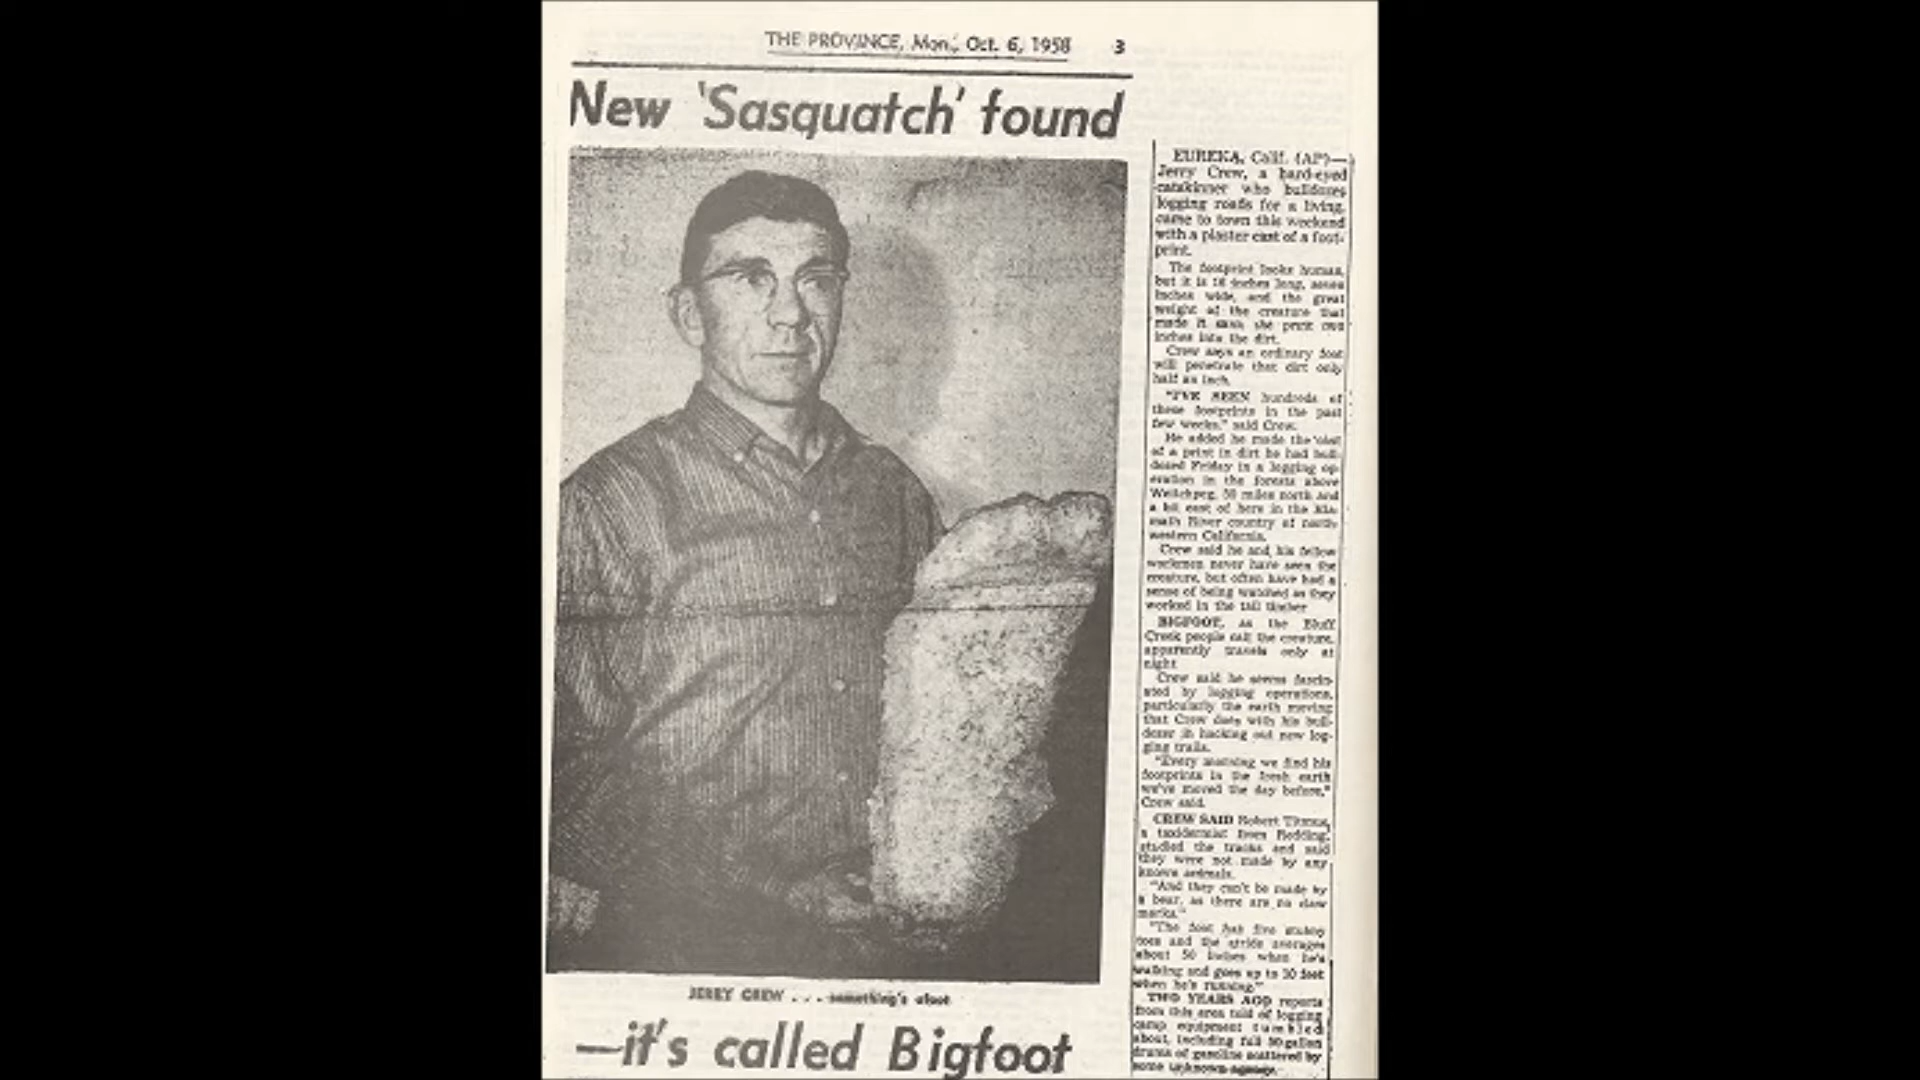 THE PROVINCE, Mon., Oct. 6, 1958 3
New 'Sasquatch' found
JERRY CREW . . . something's afoot
—it's called Bigfoot
EUREKA, Calif. (AP)—
Jerry Crew, a hard-eyed
catskinner who bulldozes
logging roads for a living,
came to town this weekend
with a plaster cast of a foot-
print.
The footprint looks human,
but it is 16 inches long, seven
inches wide, and the great
weight of the creature that
made it sank the print two
inches into the dirt.
Crew says an ordinary foot
will penetrate that dirt only
half an inch.
"I'VE SEEN hundreds of
these footprints in the past
few weeks," said Crew.
He added he made the cast
of a print in dirt he had bull-
dozed Friday in a logging op-
eration in the forests above
Weitchpeg, 50 miles north and
a bit east of here in the Kla-
math River country of north-
western California.
Crew said he and his fellow
workmen never have seen the
creature, but often have had a
sense of being watched as they
worked in the tall timber
BIGFOOT, as the Bluff
Creek people call the creature,
apparently travels only at
night
Crew said he seems fascin-
ated by logging operations,
particularly the earth moving
that Crew does with his bull-
dozer in hacking out new log-
ging trails.
"Every morning we find his
footprints in the fresh earth
we've moved the day before,"
Crew said.
CREW SAID Robert Titmus,
a taxidermist from Redding,
studied the tracks and said
they were not made by any
known animals.
"And they can't be made by
a bear, as there are no claw
marks."
"The foot has five stubby
toes and the stride averages
about 50 inches when he's
walking and goes up to 10 feet
when he's running."
TWO YEARS AGO reports
from this area told of logging
camp equipment tumbled
about, including full 50-gallon
drums of gasoline scattered by
some unknown agency.